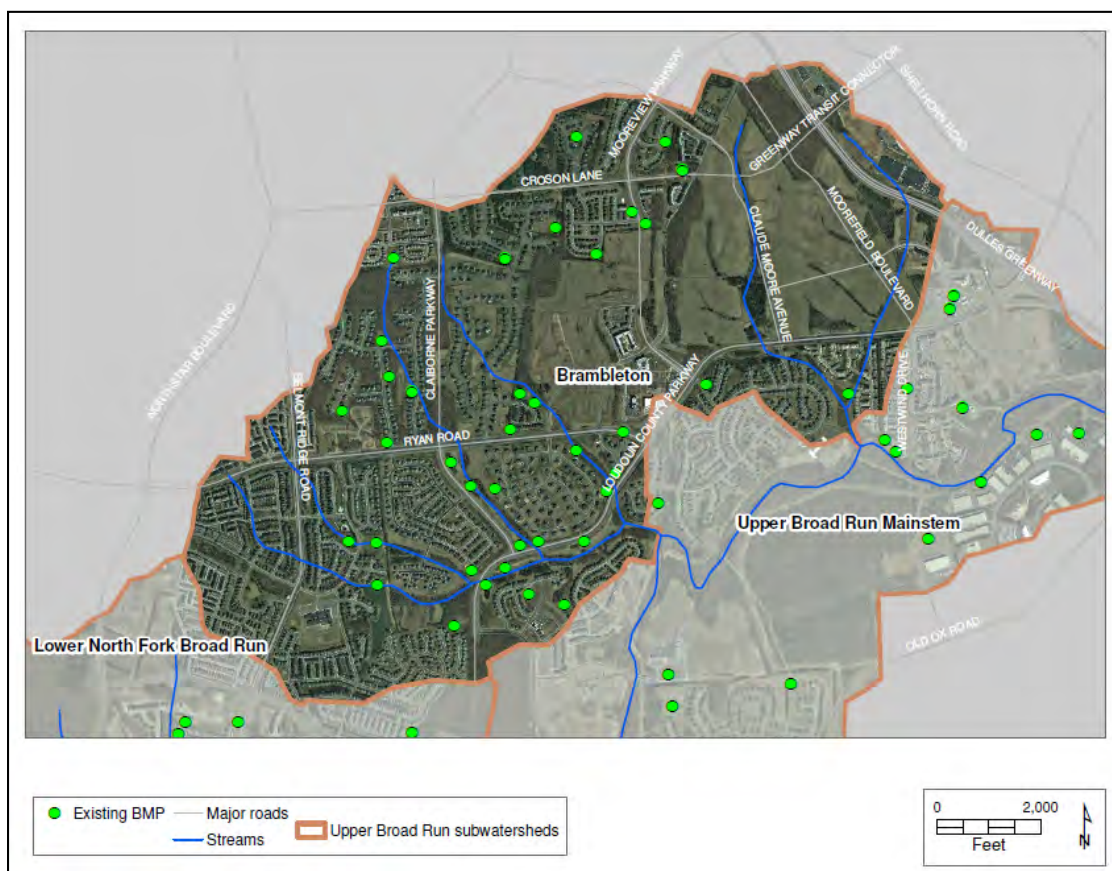 MOOREVIEW PARKWAY
GREENWAY TRANSIT CONNECTOR
SHELLHORN ROAD
CROSON LANE
CLAUDE MOORE AVENUE
MOOREFIELD BOULEVARD
DULLES GREENWAY
CLAIBORNE PARKWAY
NORTHSTAR BOULEVARD
BELMONT RIDGE ROAD
Brambleton
LOUDOUN COUNTY PARKWAY
WESTWIND DRIVE
RYAN ROAD
Upper Broad Run Mainstem
Lower North Fork Broad Run
OLD OX ROAD
Existing BMP
Major roads
Streams
Upper Broad Run subwatersheds
0 2,000
Feet
N